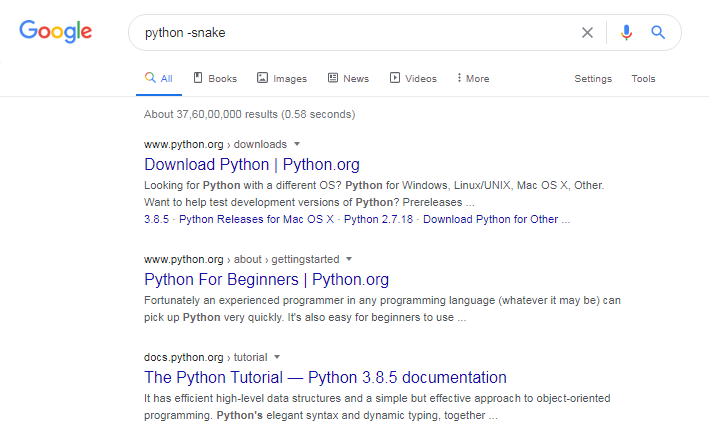 Google
python -snake
All Books Images News Videos More Settings Tools
About 37,60,00,000 results (0.58 seconds)
www.python.org › downloads
Download Python | Python.org
Looking for Python with a different OS? Python for Windows, Linux/UNIX, Mac OS X, Other.
Want to help test development versions of Python? Prereleases ...
3.8.5 · Python Releases for Mac OS X · Python 2.7.18 · Download Python for Other ...
www.python.org › about › gettingstarted
Python For Beginners | Python.org
Fortunately an experienced programmer in any programming language (whatever it may be) can
pick up Python very quickly. It's also easy for beginners to use ...
docs.python.org › tutorial
The Python Tutorial — Python 3.8.5 documentation
It has efficient high-level data structures and a simple but effective approach to object-oriented
programming. Python's elegant syntax and dynamic typing, together ...